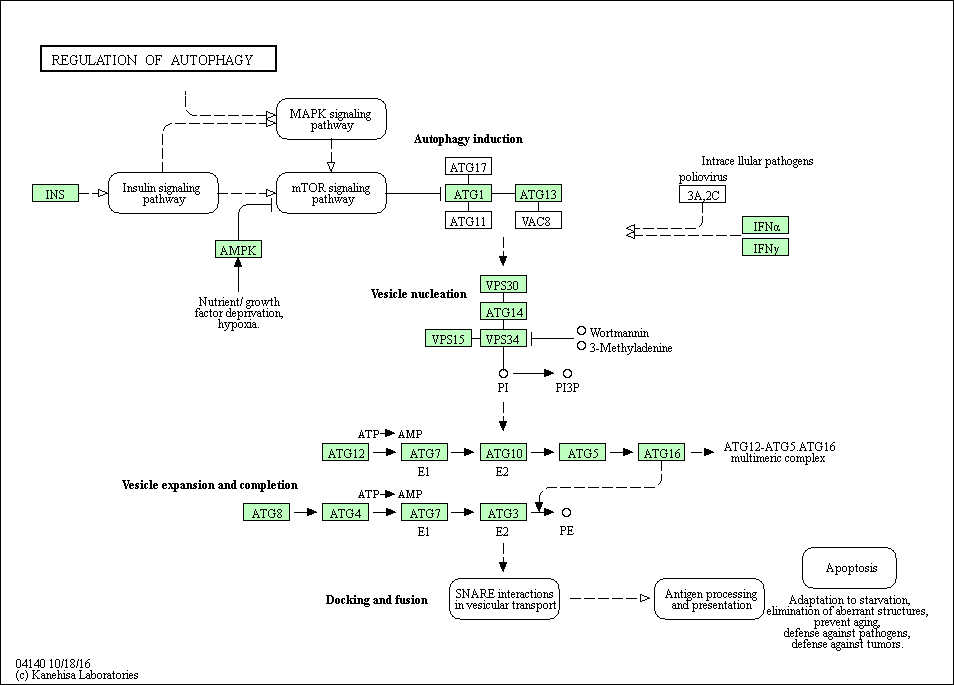 REGULATION OF AUTOPHAGY
MAPK signaling
pathway
Autophagy induction
ATG17
Intrace llular pathogens
poliovirus
INS
Insulin signaling
pathway
mTOR signaling
pathway
ATG1
ATG13
3A,2C
ATG11
VAC8
IFNα
AMPK
IFNγ
Nutrient/ growth
factor deprivation,
hypoxia.
Vesicle nucleation
VPS30
ATG14
VPS15
VPS34
Wortmannin
3-Methyladenine
PI
PI3P
ATP
AMP
ATG12
ATG7
ATG10
ATG5
ATG16
ATG12-ATG5.ATG16
multimeric complex
E1
E2
Vesicle expansion and completion
ATP
AMP
ATG8
ATG4
ATG7
ATG3
E1
E2
PE
Docking and fusion
SNARE interactions
in vesicular transport
Antigen processing
and presentation
Apoptosis
Adaptation to starvation,
elimination of aberrant structures,
prevent aging,
defense against pathogens,
defense against tumors.
04140 10/18/16
(c) Kanehisa Laboratories